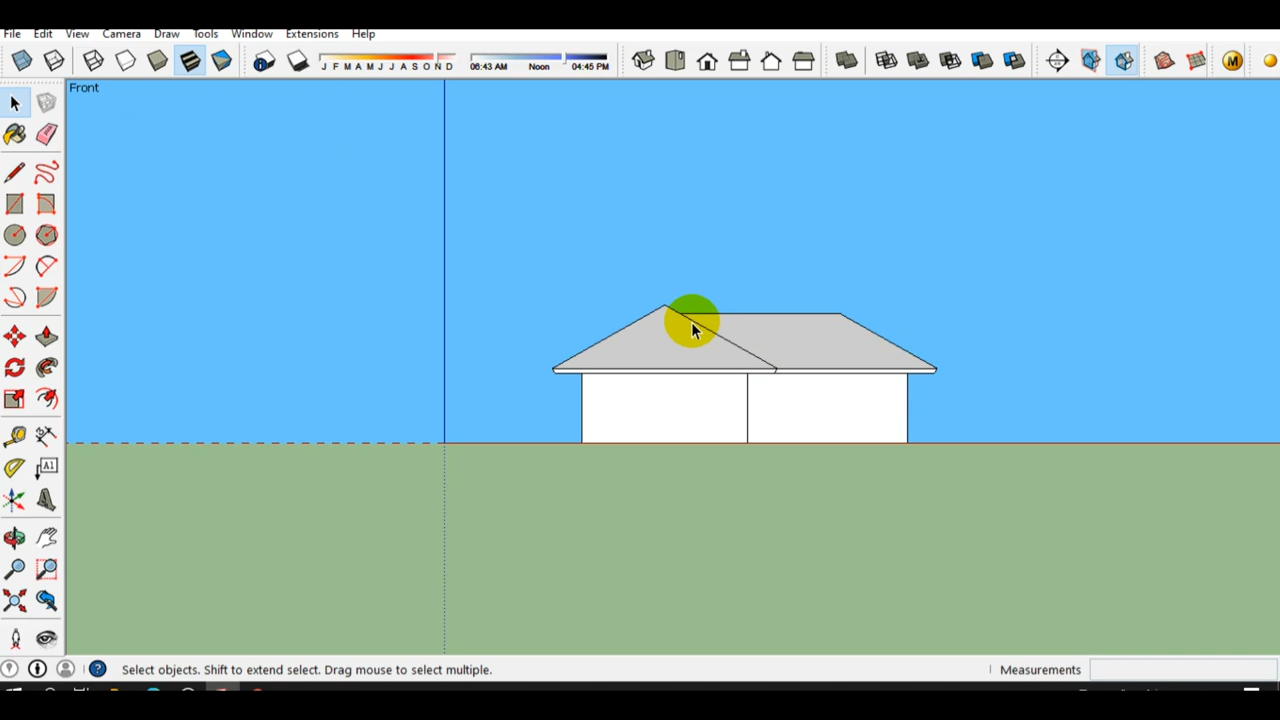 File Edit View Camera Draw Tools Window Extensions Help
J F M A M J J A S O N D 06:43 AM Noon 04:45 PM M
Front
A1
Select objects. Shift to extend select. Drag mouse to select multiple. Measurements